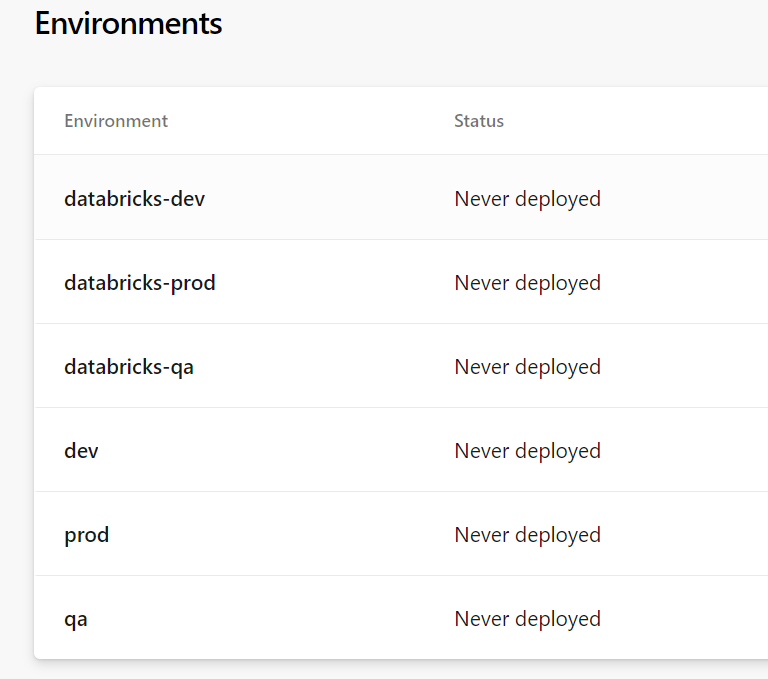 Environments
Environment Status
databricks-dev Never deployed
databricks-prod Never deployed
databricks-qa Never deployed
dev Never deployed
prod Never deployed
qa Never deployed